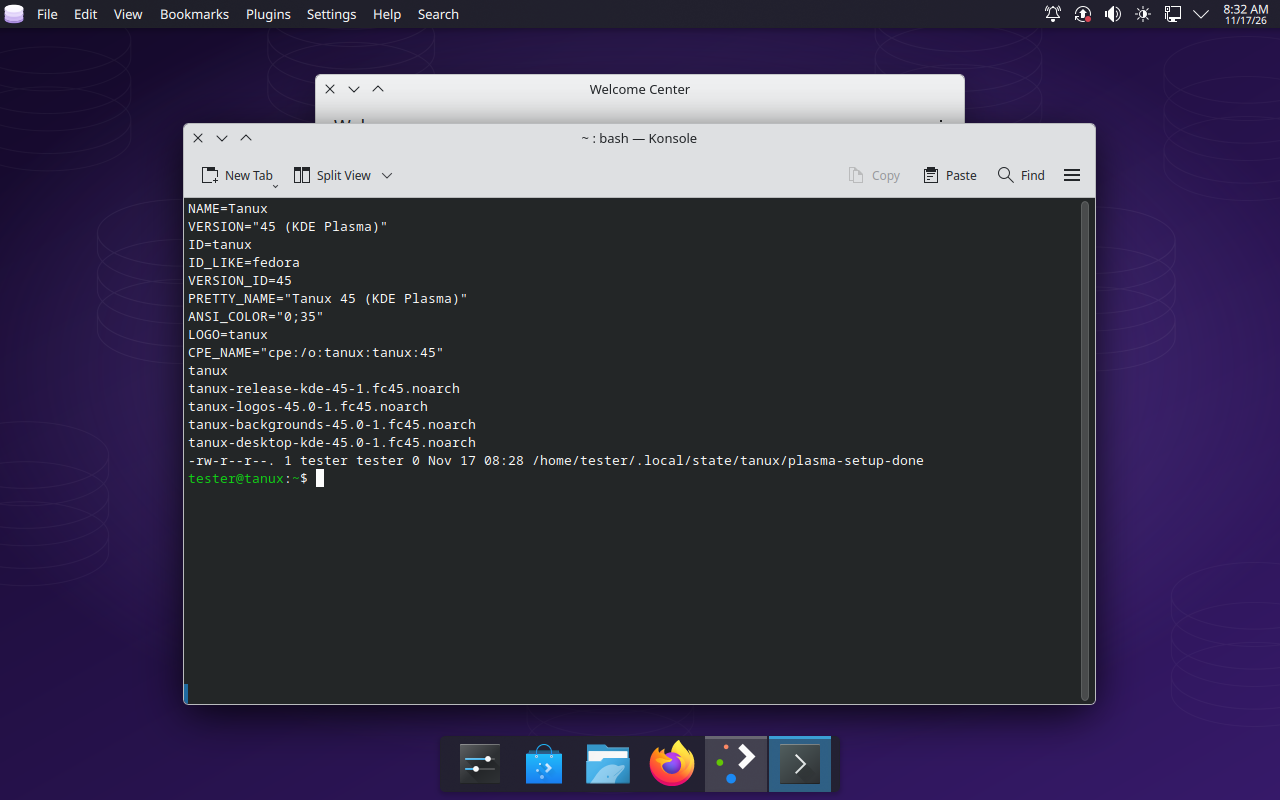 File Edit View Bookmarks Plugins Settings Help Search
8:32 AM
11/17/26
Welcome Center
~ : bash — Konsole
New Tab Split View Copy Paste Find
NAME=Tanux
VERSION="45 (KDE Plasma)"
ID=tanux
ID_LIKE=fedora
VERSION_ID=45
PRETTY_NAME="Tanux 45 (KDE Plasma)"
ANSI_COLOR="0;35"
LOGO=tanux
CPE_NAME="cpe:/o:tanux:tanux:45"
tanux
tanux-release-kde-45-1.fc45.noarch
tanux-logos-45.0-1.fc45.noarch
tanux-backgrounds-45.0-1.fc45.noarch
tanux-desktop-kde-45.0-1.fc45.noarch
-rw-r--r--. 1 tester tester 0 Nov 17 08:28 /home/tester/.local/state/tanux/plasma-setup-done
tester@tanux:~$